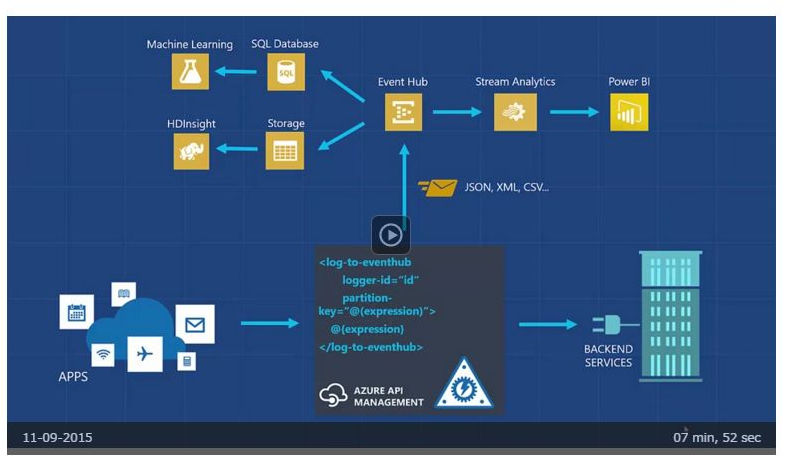 Machine Learning
SQL Database
SQL
Event Hub
Stream Analytics
Power BI
HDInsight
Storage
JSON, XML, CSV...
<log-to-eventhub
logger-id="id"
partition-
key="@(expression)">
@(expression)
</log-to-eventhub>
APPS
AZURE API
MANAGEMENT
BACKEND
SERVICES
11-09-2015
07 min, 52 sec